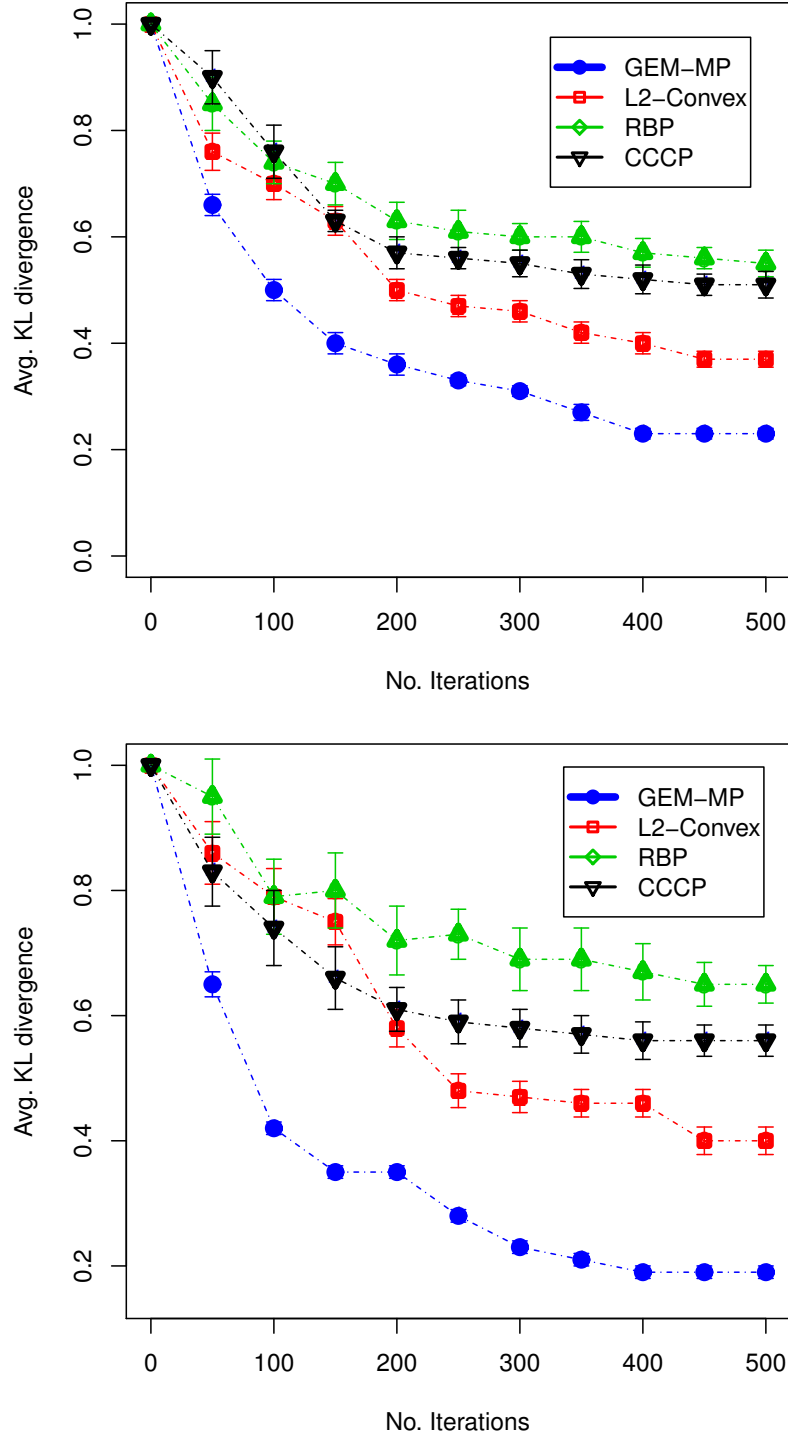 1.0
0.8
0.6
0.4
0.2
0.0
Avg. KL divergence
GEM-MP
L2-Convex
RBP
CCCP
0 100 200 300 400 500
No. Iterations
1.0
0.8
0.6
0.4
0.2
Avg. KL divergence
GEM-MP
L2-Convex
RBP
CCCP
0 100 200 300 400 500
No. Iterations